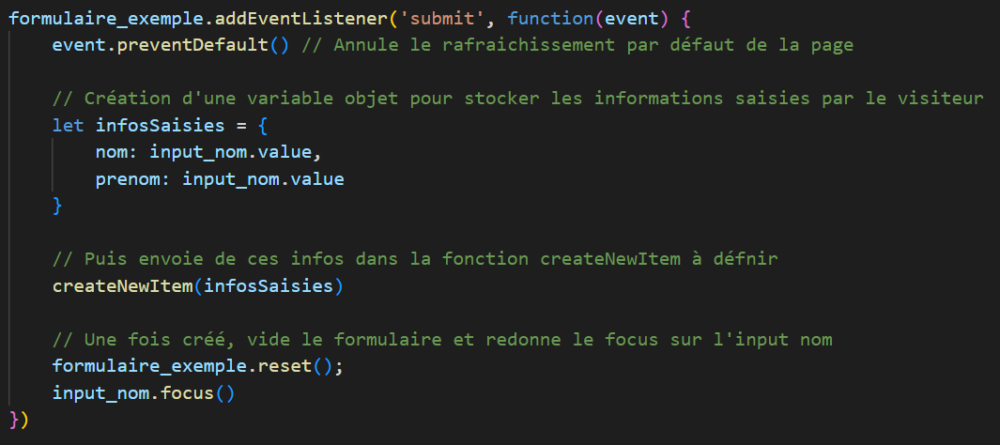 formulaire_exemple.addEventListener('submit', function(event) {
event.preventDefault() // Annule le rafraichissement par défaut de la page
// Création d'une variable objet pour stocker les informations saisies par le visiteur
let infosSaisies = {
nom: input_nom.value,
prenom: input_nom.value
}
// Puis envoie de ces infos dans la fonction createNewItem à défnir
createNewItem(infosSaisies)
// Une fois créé, vide le formulaire et redonne le focus sur l'input nom
formulaire_exemple.reset();
input_nom.focus()
})